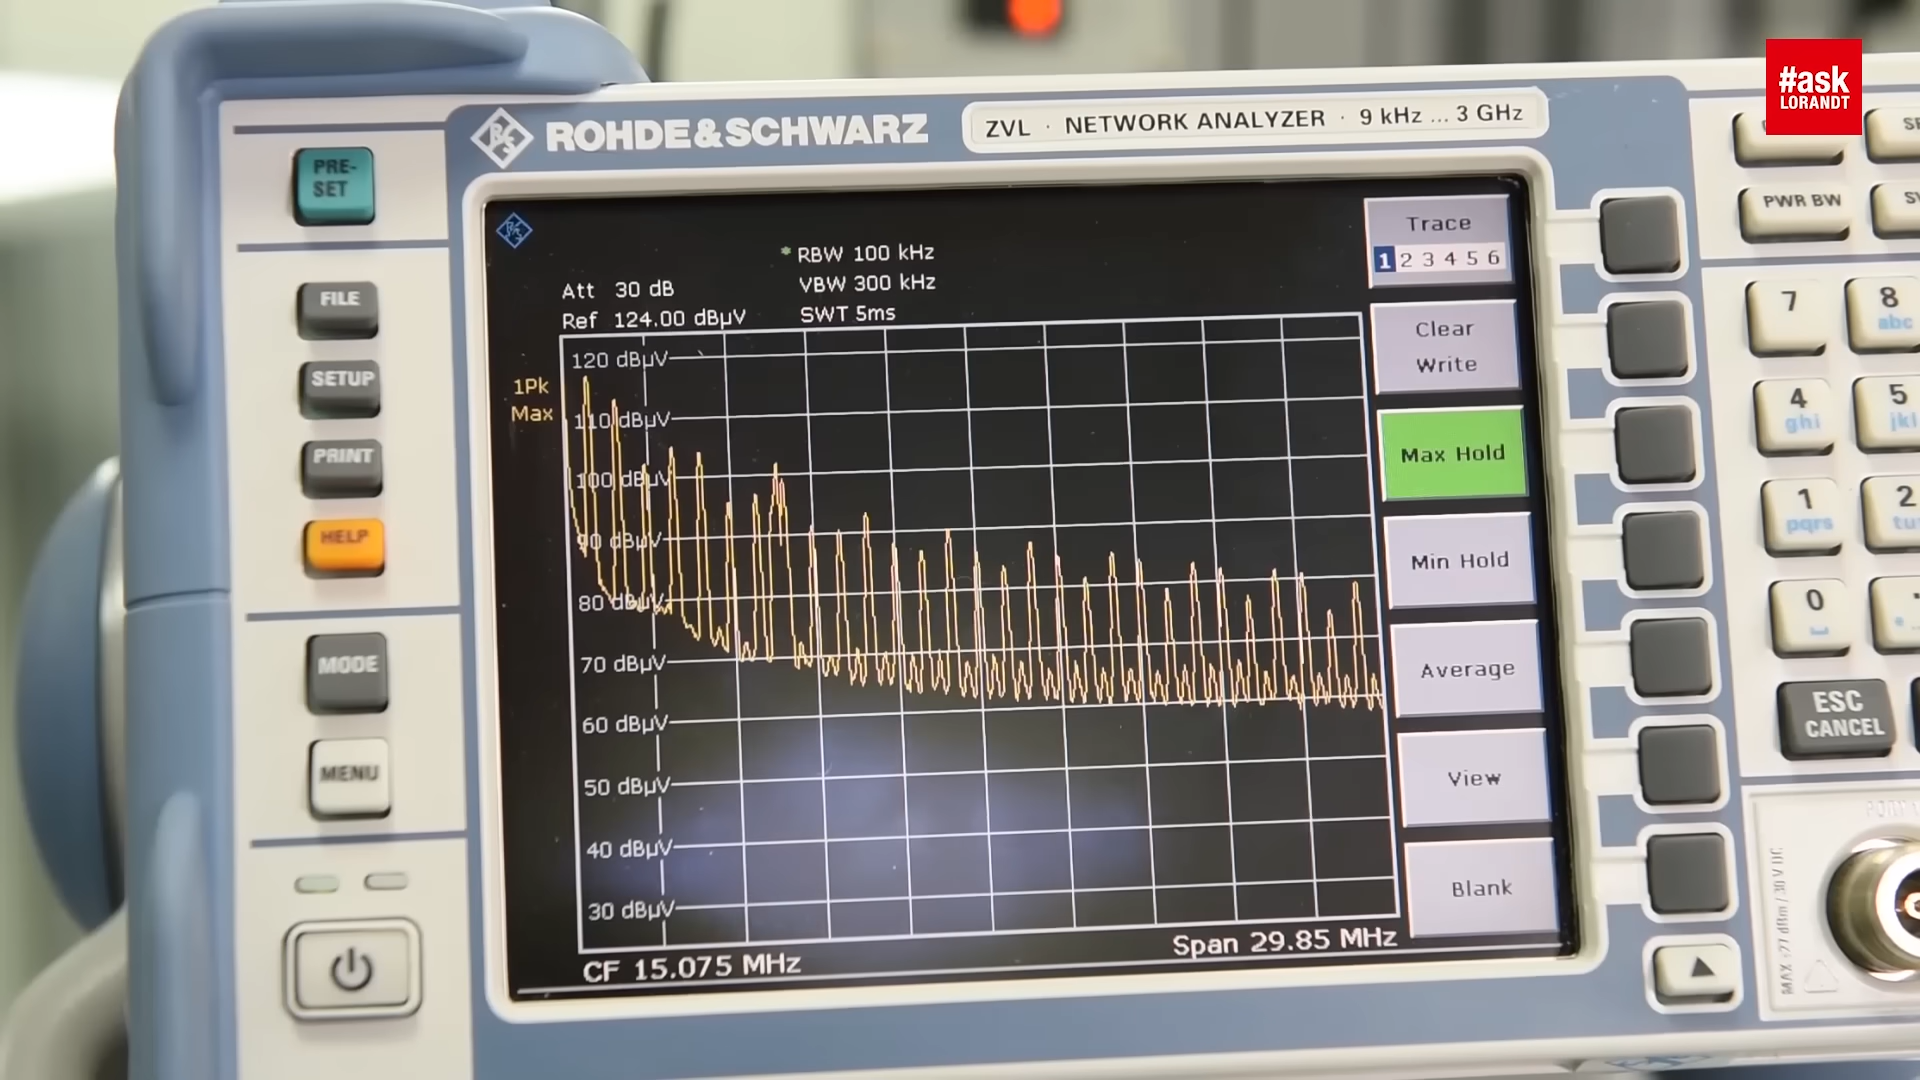 #ask
LORANDT
ROHDE&SCHWARZ
ZVL · NETWORK ANALYZER · 9 kHz ... 3 GHz
PRE-
SET
FILE
SETUP
PRINT
HELP
MODE
MENU
* RBW 100 kHz
Att 30 dB
VBW 300 kHz
Ref 124.00 dBµV
SWT 5ms
1Pk
Max
120 dBµV
110 dBµV
100 dBµV
90 dBµV
80 dBµV
70 dBµV
60 dBµV
50 dBµV
40 dBµV
30 dBµV
CF 15.075 MHz
Span 29.85 MHz
Trace
1 2 3 4 5 6
Clear
Write
Max Hold
Min Hold
Average
View
Blank
PWR BW
7
8
abc
4
ghi
5
jkl
1
pqrs
2
0
ESC
CANCEL